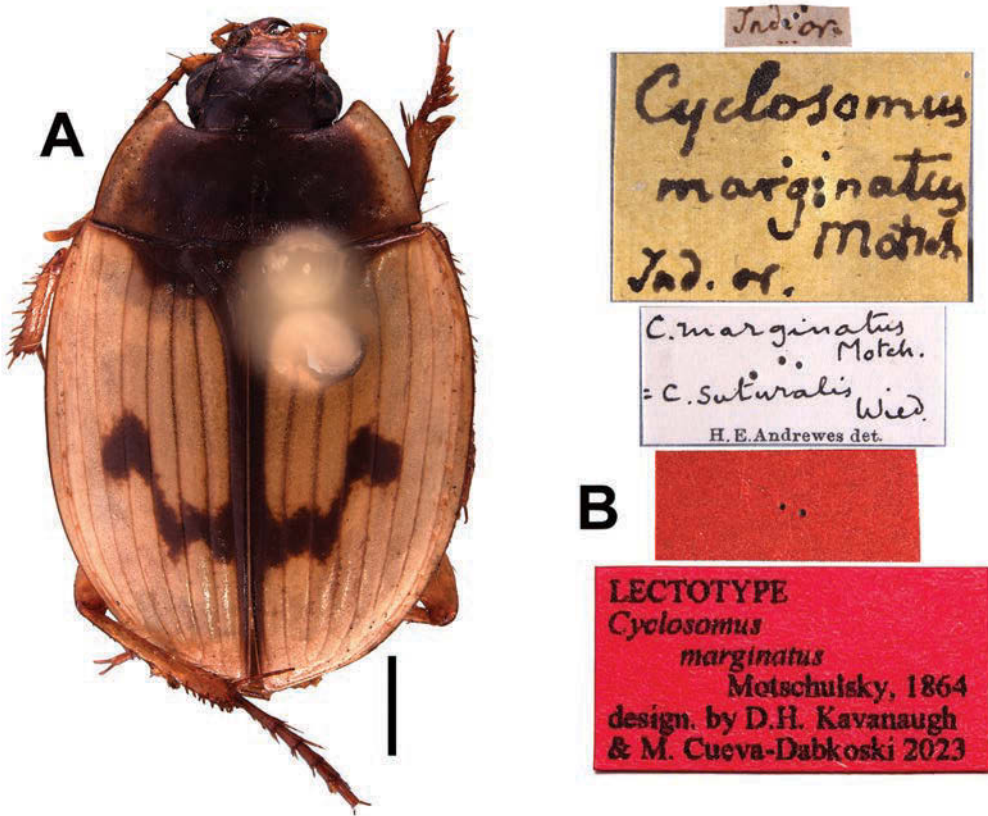 A
Ind. or.
Cyclosomus
marginatus
Motsch
Ind. or.
C. marginatus
Motch.
= C. suturalis
Wied.
H. E. Andrewes det.
B
LECTOTYPE
Cyclosomus
marginatus
Motschulsky, 1864
design. by D.H. Kavanaugh
& M. Cueva-Dabkoski 2023